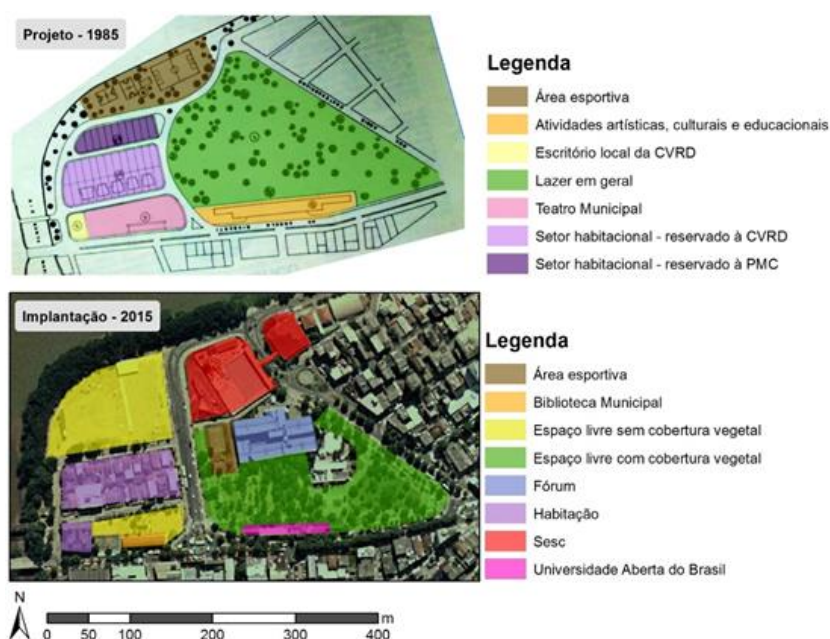 Projeto - 1985
Legenda
Área esportiva
Atividades artísticas, culturais e educacionais
Escritório local da CVRD
Lazer em geral
Teatro Municipal
Setor habitacional - reservado à CVRD
Setor habitacional - reservado à PMC
Implantação - 2015
Legenda
Área esportiva
Biblioteca Municipal
Espaço livre sem cobertura vegetal
Espaço livre com cobertura vegetal
Fórum
Habitação
Sesc
Universidade Aberta do Brasil
N
0 50 100 200 300 400 m